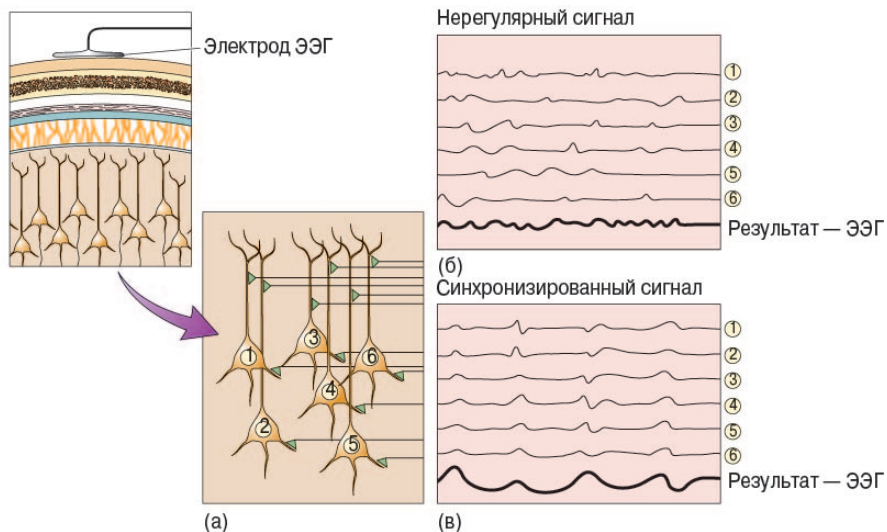 Электрод ЭЭГ
1
2
3
4
5
6
(а)
Нерегулярный сигнал
1
2
3
4
5
6
Результат — ЭЭГ
(б)
Синхронизированный сигнал
1
2
3
4
5
6
Результат — ЭЭГ
(в)